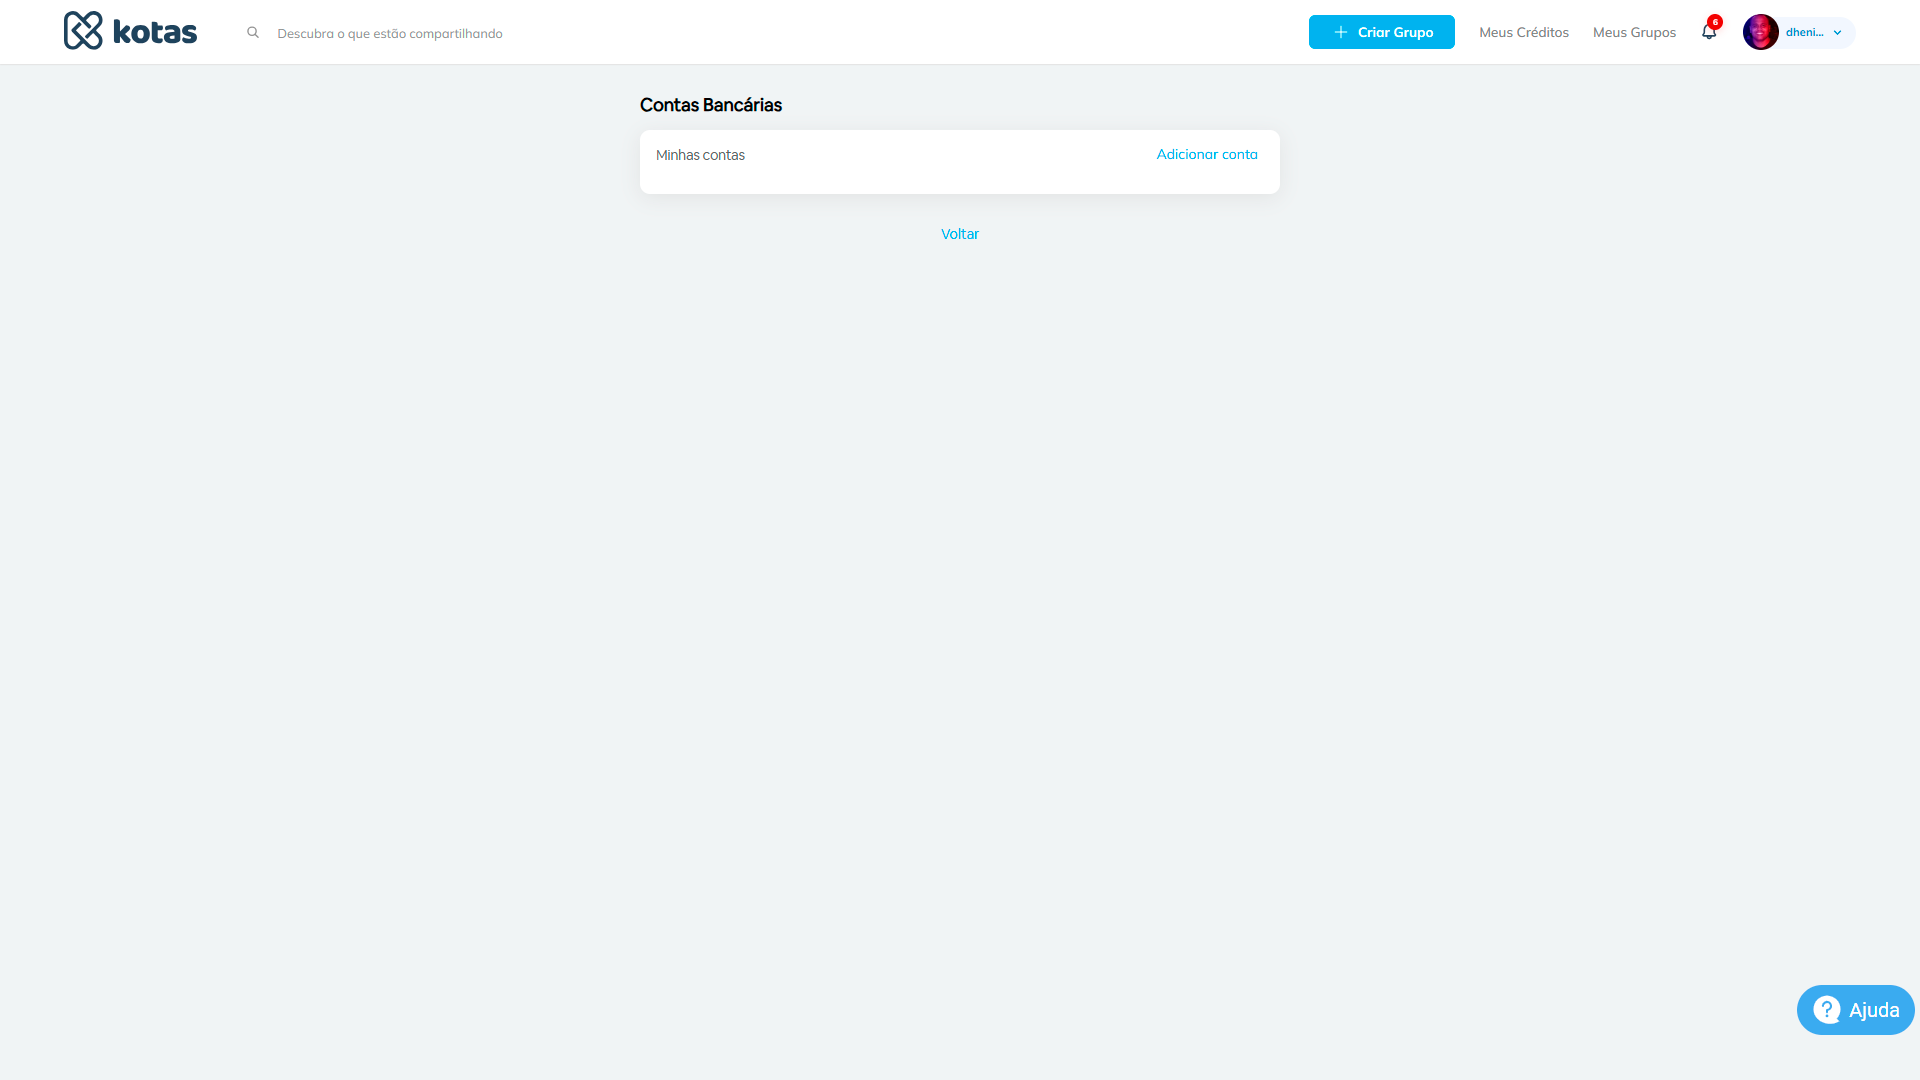 kotas
Descubra o que estão compartilhando
Criar Grupo
Meus Créditos
Meus Grupos
6
dheni...
Contas Bancárias
Minhas contas
Adicionar conta
Voltar
? Ajuda